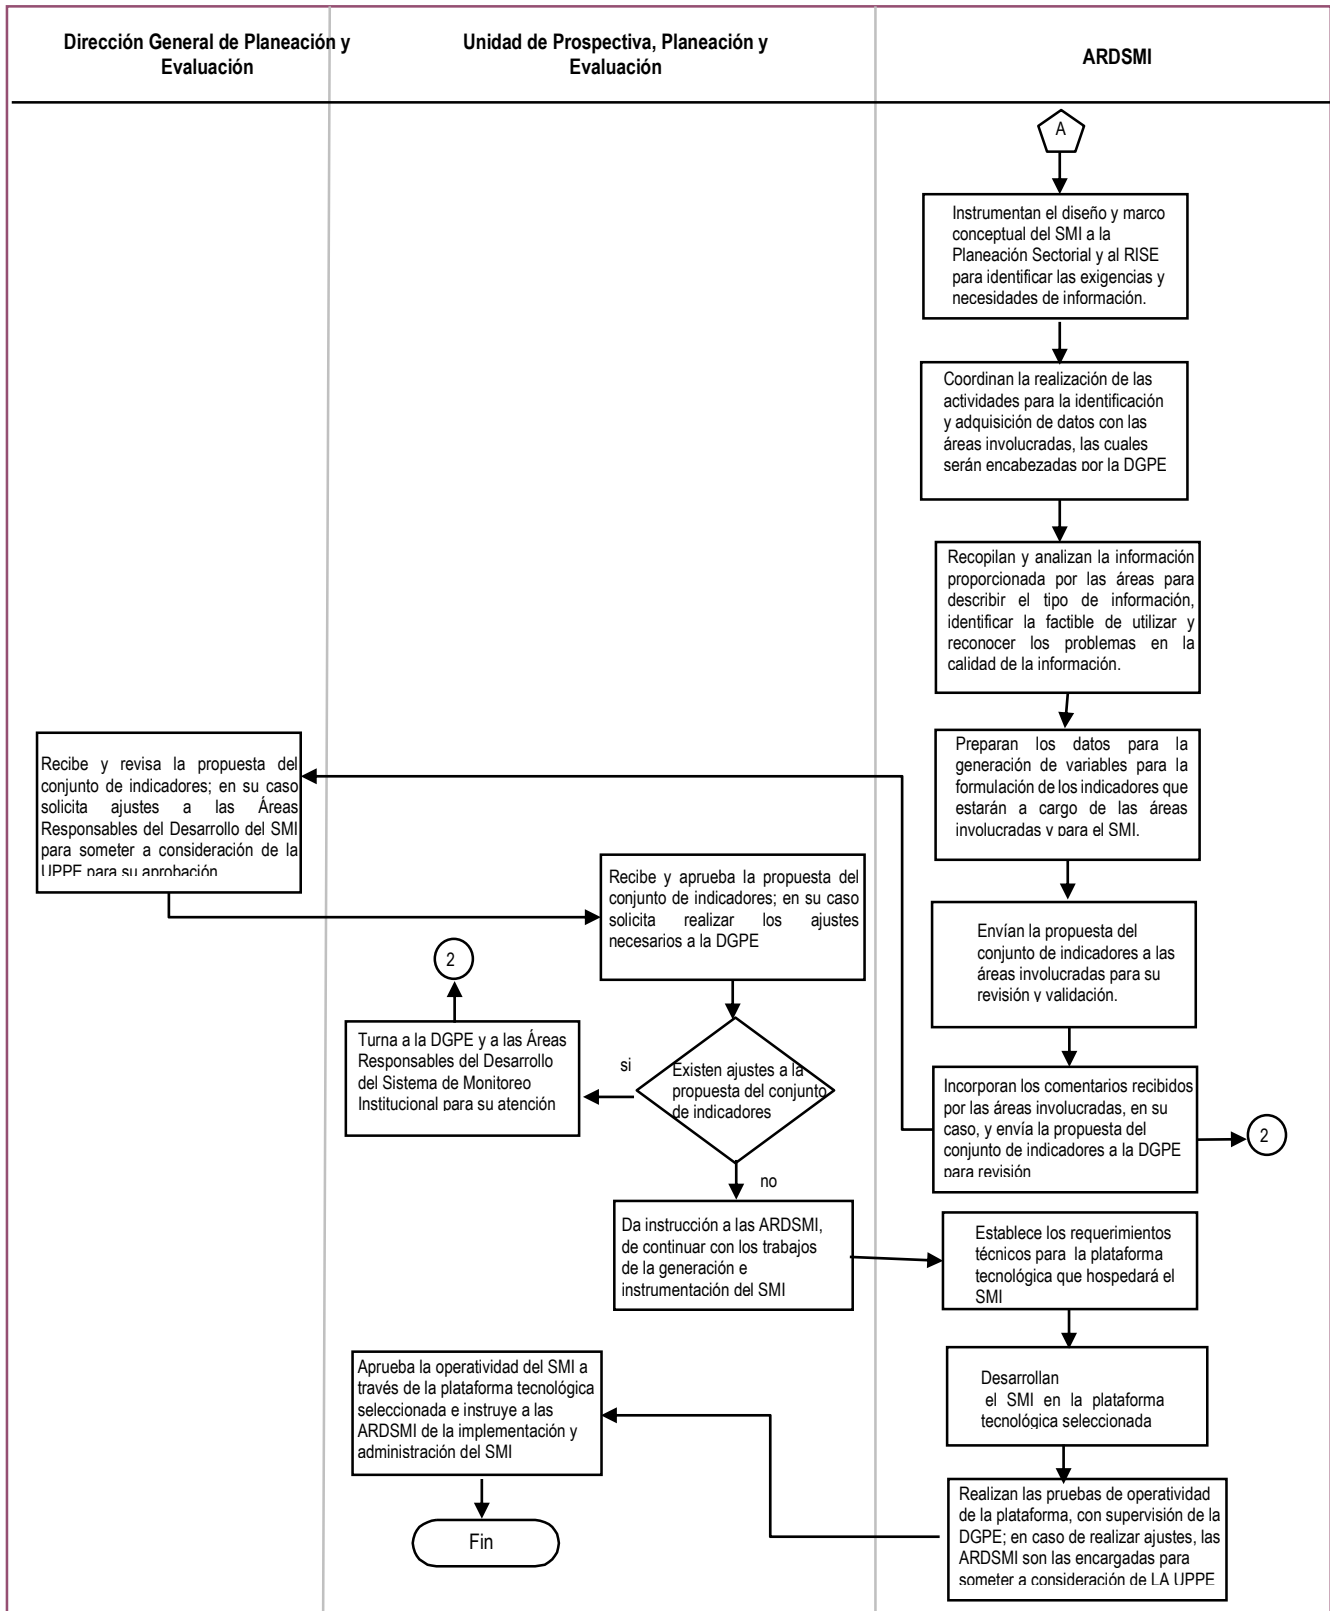 Dirección General de Planeación y
Evaluación
Unidad de Prospectiva, Planeación y
Evaluación
ARDSMI
A
Instrumentan el diseño y marco
conceptual del SMI a la
Planeación Sectorial y al RISE
para identificar las exigencias y
necesidades de información.
Coordinan la realización de las
actividades para la identificación
y adquisición de datos con las
áreas involucradas, las cuales
serán encabezadas por la DGPE
Recopilan y analizan la información
proporcionada por las áreas para
describir el tipo de información,
identificar la factible de utilizar y
reconocer los problemas en la
calidad de la información.
Preparan los datos para la
generación de variables para la
formulación de los indicadores que
estarán a cargo de las áreas
involucradas y para el SMI.
Envían la propuesta del
conjunto de indicadores a las
áreas involucradas para su
revisión y validación.
Incorporan los comentarios recibidos
por las áreas involucradas, en su
caso, y envía la propuesta del
conjunto de indicadores a la DGPE
para revisión
2
Recibe y revisa la propuesta del
conjunto de indicadores; en su caso
solicita ajustes a las Áreas
Responsables del Desarrollo del SMI
para someter a consideración de la
UPPE para su aprobación
Recibe y aprueba la propuesta del
conjunto de indicadores; en su caso
solicita realizar los ajustes
necesarios a la DGPE
Existen ajustes a la
propuesta del conjunto
de indicadores
si
Turna a la DGPE y a las Áreas
Responsables del Desarrollo
del Sistema de Monitoreo
Institucional para su atención
2
no
Da instrucción a las ARDSMI,
de continuar con los trabajos
de la generación e
instrumentación del SMI
Establece los requerimientos
técnicos para la plataforma
tecnológica que hospedará el
SMI
Desarrollan
el SMI en la plataforma
tecnológica seleccionada
Realizan las pruebas de operatividad
de la plataforma, con supervisión de la
DGPE; en caso de realizar ajustes, las
ARDSMI son las encargadas para
someter a consideración de LA UPPE
Aprueba la operatividad del SMI a
través de la plataforma tecnológica
seleccionada e instruye a las
ARDSMI de la implementación y
administración del SMI
Fin